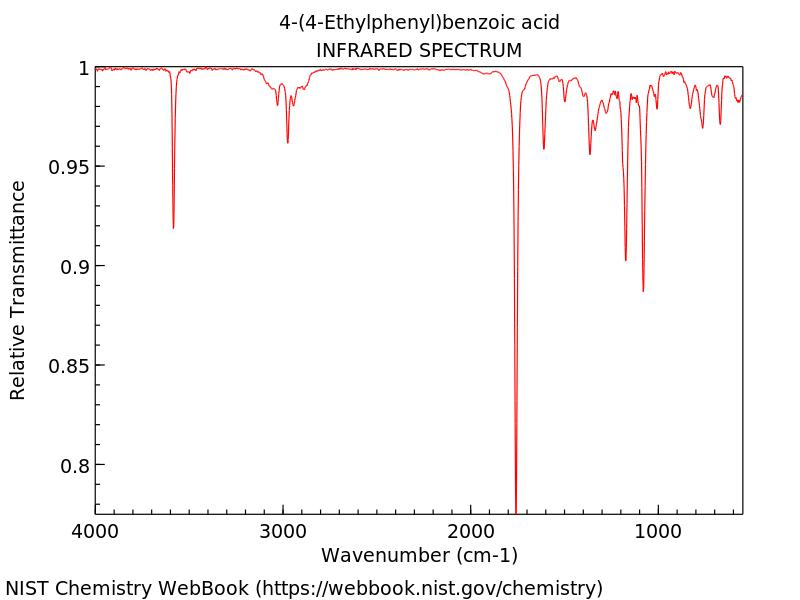 4-(4-Ethylphenyl)benzoic acid
INFRARED SPECTRUM
1
0.95
0.9
0.85
0.8
Relative Transmittance
4000 3000 2000 1000
Wavenumber (cm-1)
NIST Chemistry WebBook (https://webbook.nist.gov/chemistry)